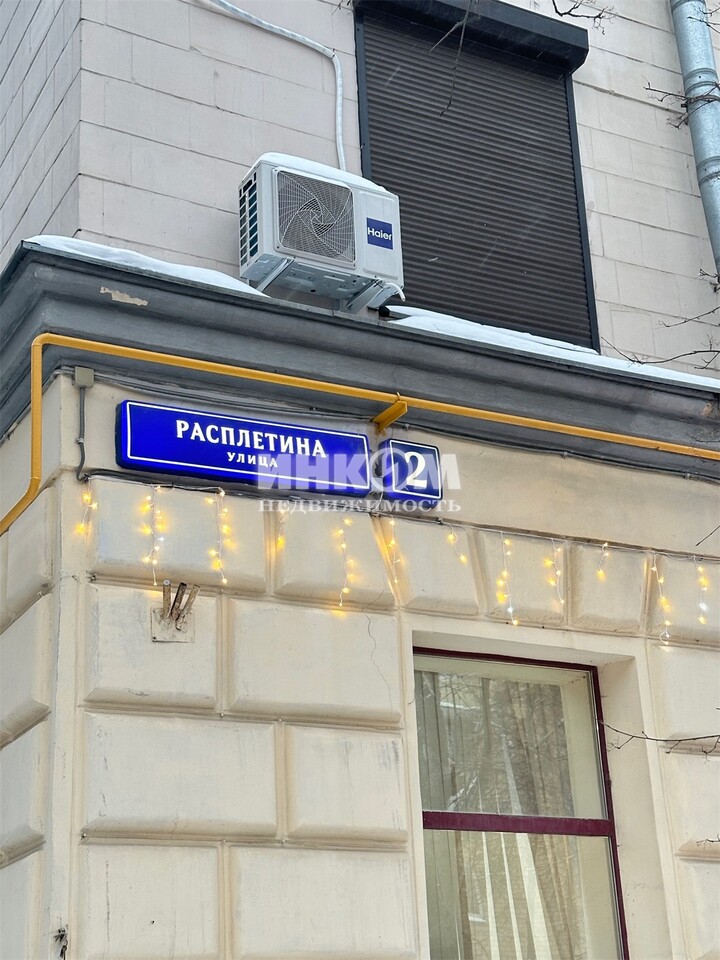 Haier
РАСПЛЕТИНА
УЛИЦА
2
ИНКОМ
НЕДВИЖИМОСТЬ